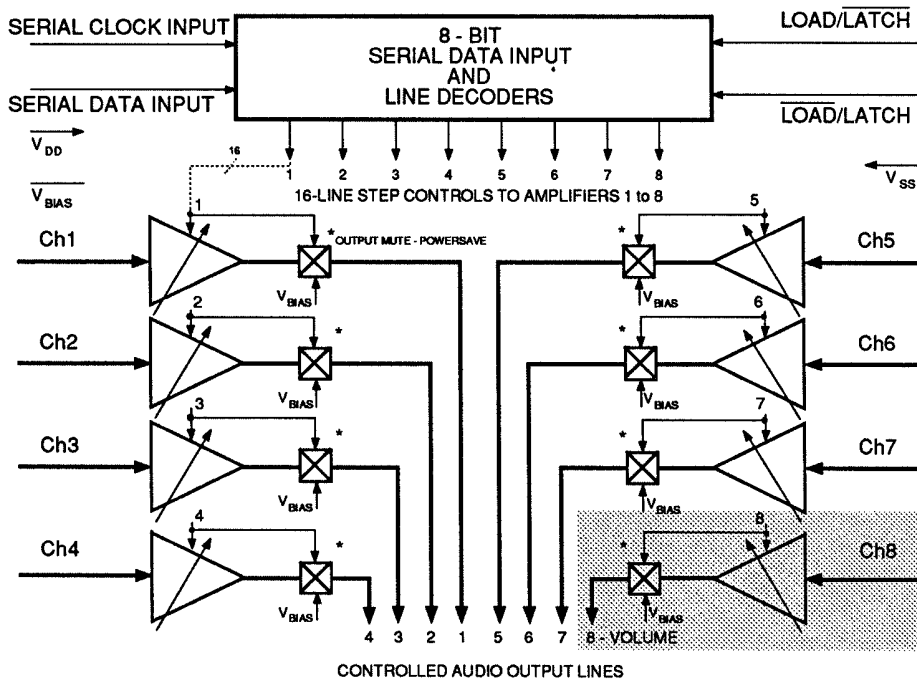 SERIAL CLOCK INPUT
SERIAL DATA INPUT
8 - BIT
SERIAL DATA INPUT
AND
LINE DECODERS
LOAD/LATCH
LOAD/LATCH
VDD
VBIAS
VSS
16
1 2 3 4 5 6 7 8
16-LINE STEP CONTROLS TO AMPLIFIERS 1 to 8
Ch1
1
*OUTPUT MUTE - POWERSAVE
VBIAS
* 5
Ch5
VBIAS
Ch2
2
*
VBIAS
* 6
Ch6
VBIAS
Ch3
3
*
VBIAS
* 7
Ch7
VBIAS
Ch4
4
*
VBIAS
* 8
Ch8
VBIAS
4 3 2 1 5 6 7 8 - VOLUME
CONTROLLED AUDIO OUTPUT LINES